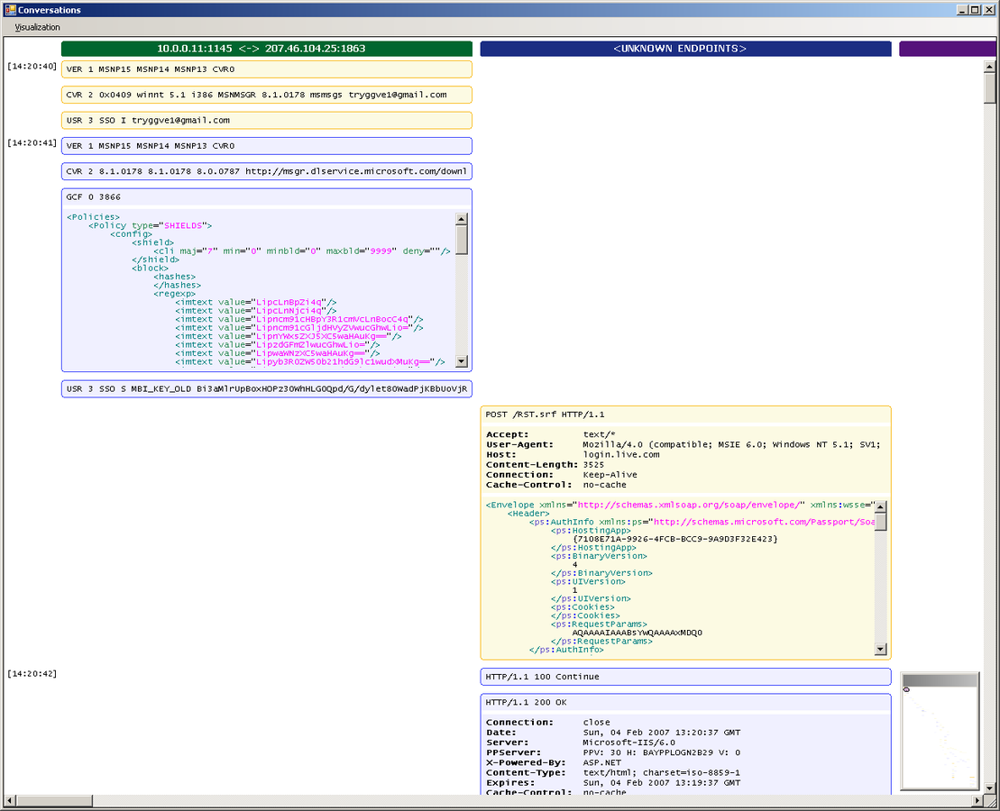 Conversations
Visualization
10.0.0.11:1145 <-> 207.46.104.25:1863
<UNKNOWN ENDPOINTS>
[14:20:40]
VER 1 MSNP15 MSNP14 MSNP13 CVR0
CVR 2 0x0409 winnt 5.1 i386 MSNMSGR 8.1.0178 msmsgs tryggve1@gmail.com
USR 3 SSO I tryggve1@gmail.com
[14:20:41]
VER 1 MSNP15 MSNP14 MSNP13 CVR0
CVR 2 8.1.0178 8.1.0178 8.0.0787 http://msgr.dlservice.microsoft.com/downl
GCF 0 3866
<Policies>
<Policy type="SHIELDS">
<config>
<shield>
<cli maj="7" min="0" minbld="0" maxbld="9999" deny=""/>
</shield>
<block>
<hashes>
</hashes>
<regexp>
<imtext value="LipcLnBpZi4q"/>
<imtext value="LipcLnNjci4q"/>
<imtext value="Lipncm91cHBpY3R1cmVcLnBocC4q"/>
<imtext value="Lipncm91cGljdHVyZVwucGhwLio="/>
<imtext value="LipnYWxsZXJ5XC5waHAuKg=="/>
<imtext value="LipzdGFmZlwucGhwLio="/>
<imtext value="LipwaWNzXC5waHAuKg=="/>
<imtext value="Lipyb3R0ZW50b21hdG9lc1wudXMuKg=="/>
USR 3 SSO S MBI_KEY_OLD
POST /RST.srf HTTP/1.1
Accept: text/*
User-Agent: Mozilla/4.0 (compatible; MSIE 6.0; Windows NT 5.1; SV1;
Host: login.live.com
Content-Length: 3525
Connection: Keep-Alive
Cache-Control: no-cache
<Envelope xmlns="http://schemas.xmlsoap.org/soap/envelope/" xmlns:wsse="
<Header>
<ps:AuthInfo xmlns:ps="http://schemas.microsoft.com/Passport/Soa
<ps:HostingApp>
{7108E71A-9926-4FCB-BCC9-9A9D3F32E423}
</ps:HostingApp>
<ps:BinaryVersion>
4
</ps:BinaryVersion>
<ps:UIVersion>
1
</ps:UIVersion>
<ps:Cookies>
</ps:Cookies>
<ps:RequestParams>
AQAAAAIAAABsYwQAAAAxMDQ0
</ps:RequestParams>
</ps:AuthInfo>
[14:20:42]
HTTP/1.1 100 Continue
HTTP/1.1 200 OK
Connection: close
Date: Sun, 04 Feb 2007 13:20:37 GMT
Server: Microsoft-IIS/6.0
PPServer: PPV: 30 H: BAYPPLOGN2B29 V: 0
X-Powered-By: ASP.NET
Content-Type: text/html; charset=iso-8859-1
Expires: Sun, 04 Feb 2007 13:19:37 GMT
Cache-Control: no-cache